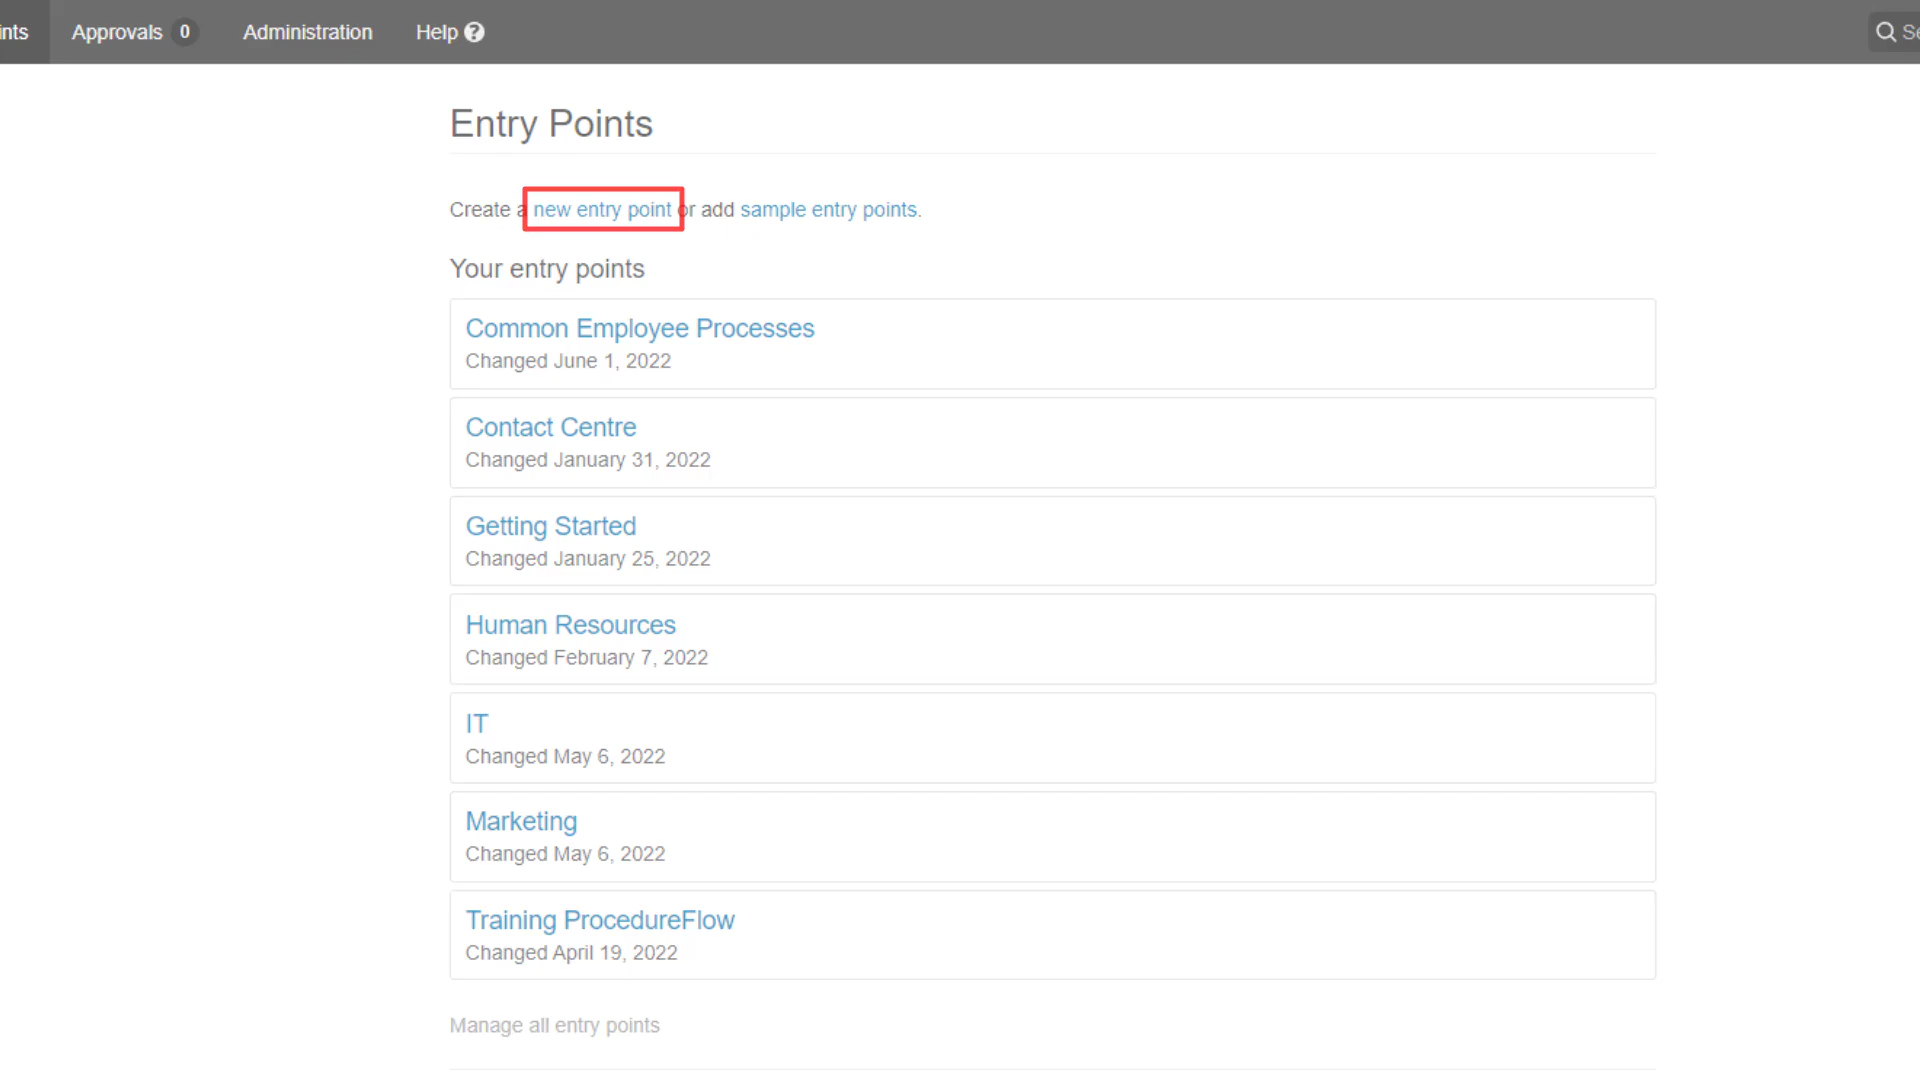 ints Approvals 0 Administration Help ? Se
Entry Points
Create a new entry point or add sample entry points.
Your entry points
Common Employee Processes
Changed June 1, 2022
Contact Centre
Changed January 31, 2022
Getting Started
Changed January 25, 2022
Human Resources
Changed February 7, 2022
IT
Changed May 6, 2022
Marketing
Changed May 6, 2022
Training ProcedureFlow
Changed April 19, 2022
Manage all entry points